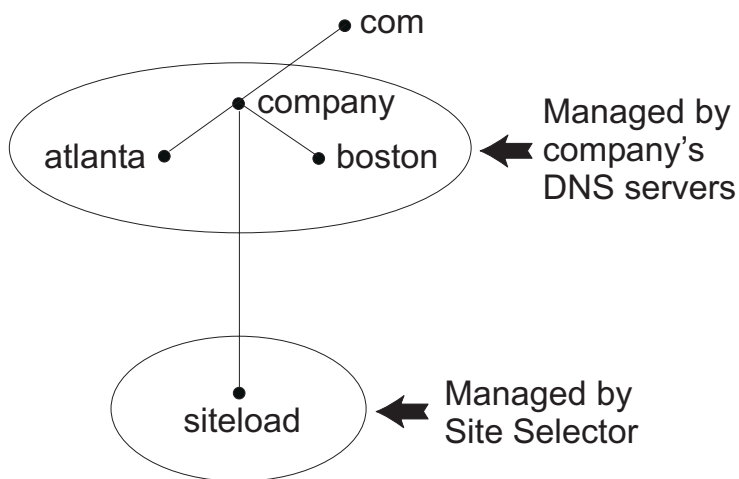 com
company
atlanta
boston
Managed by
company's
DNS servers
siteload
Managed by
Site Selector